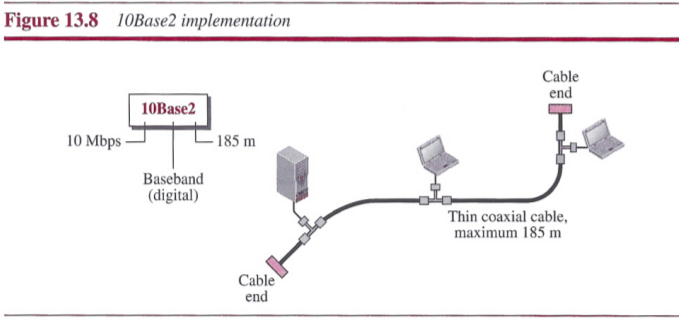 Figure 13.8 10Base2 implementation
Cable
end
10Base2
10 Mbps
185 m
Baseband
(digital)
Thin coaxial cable,
maximum 185 m
Cable
end